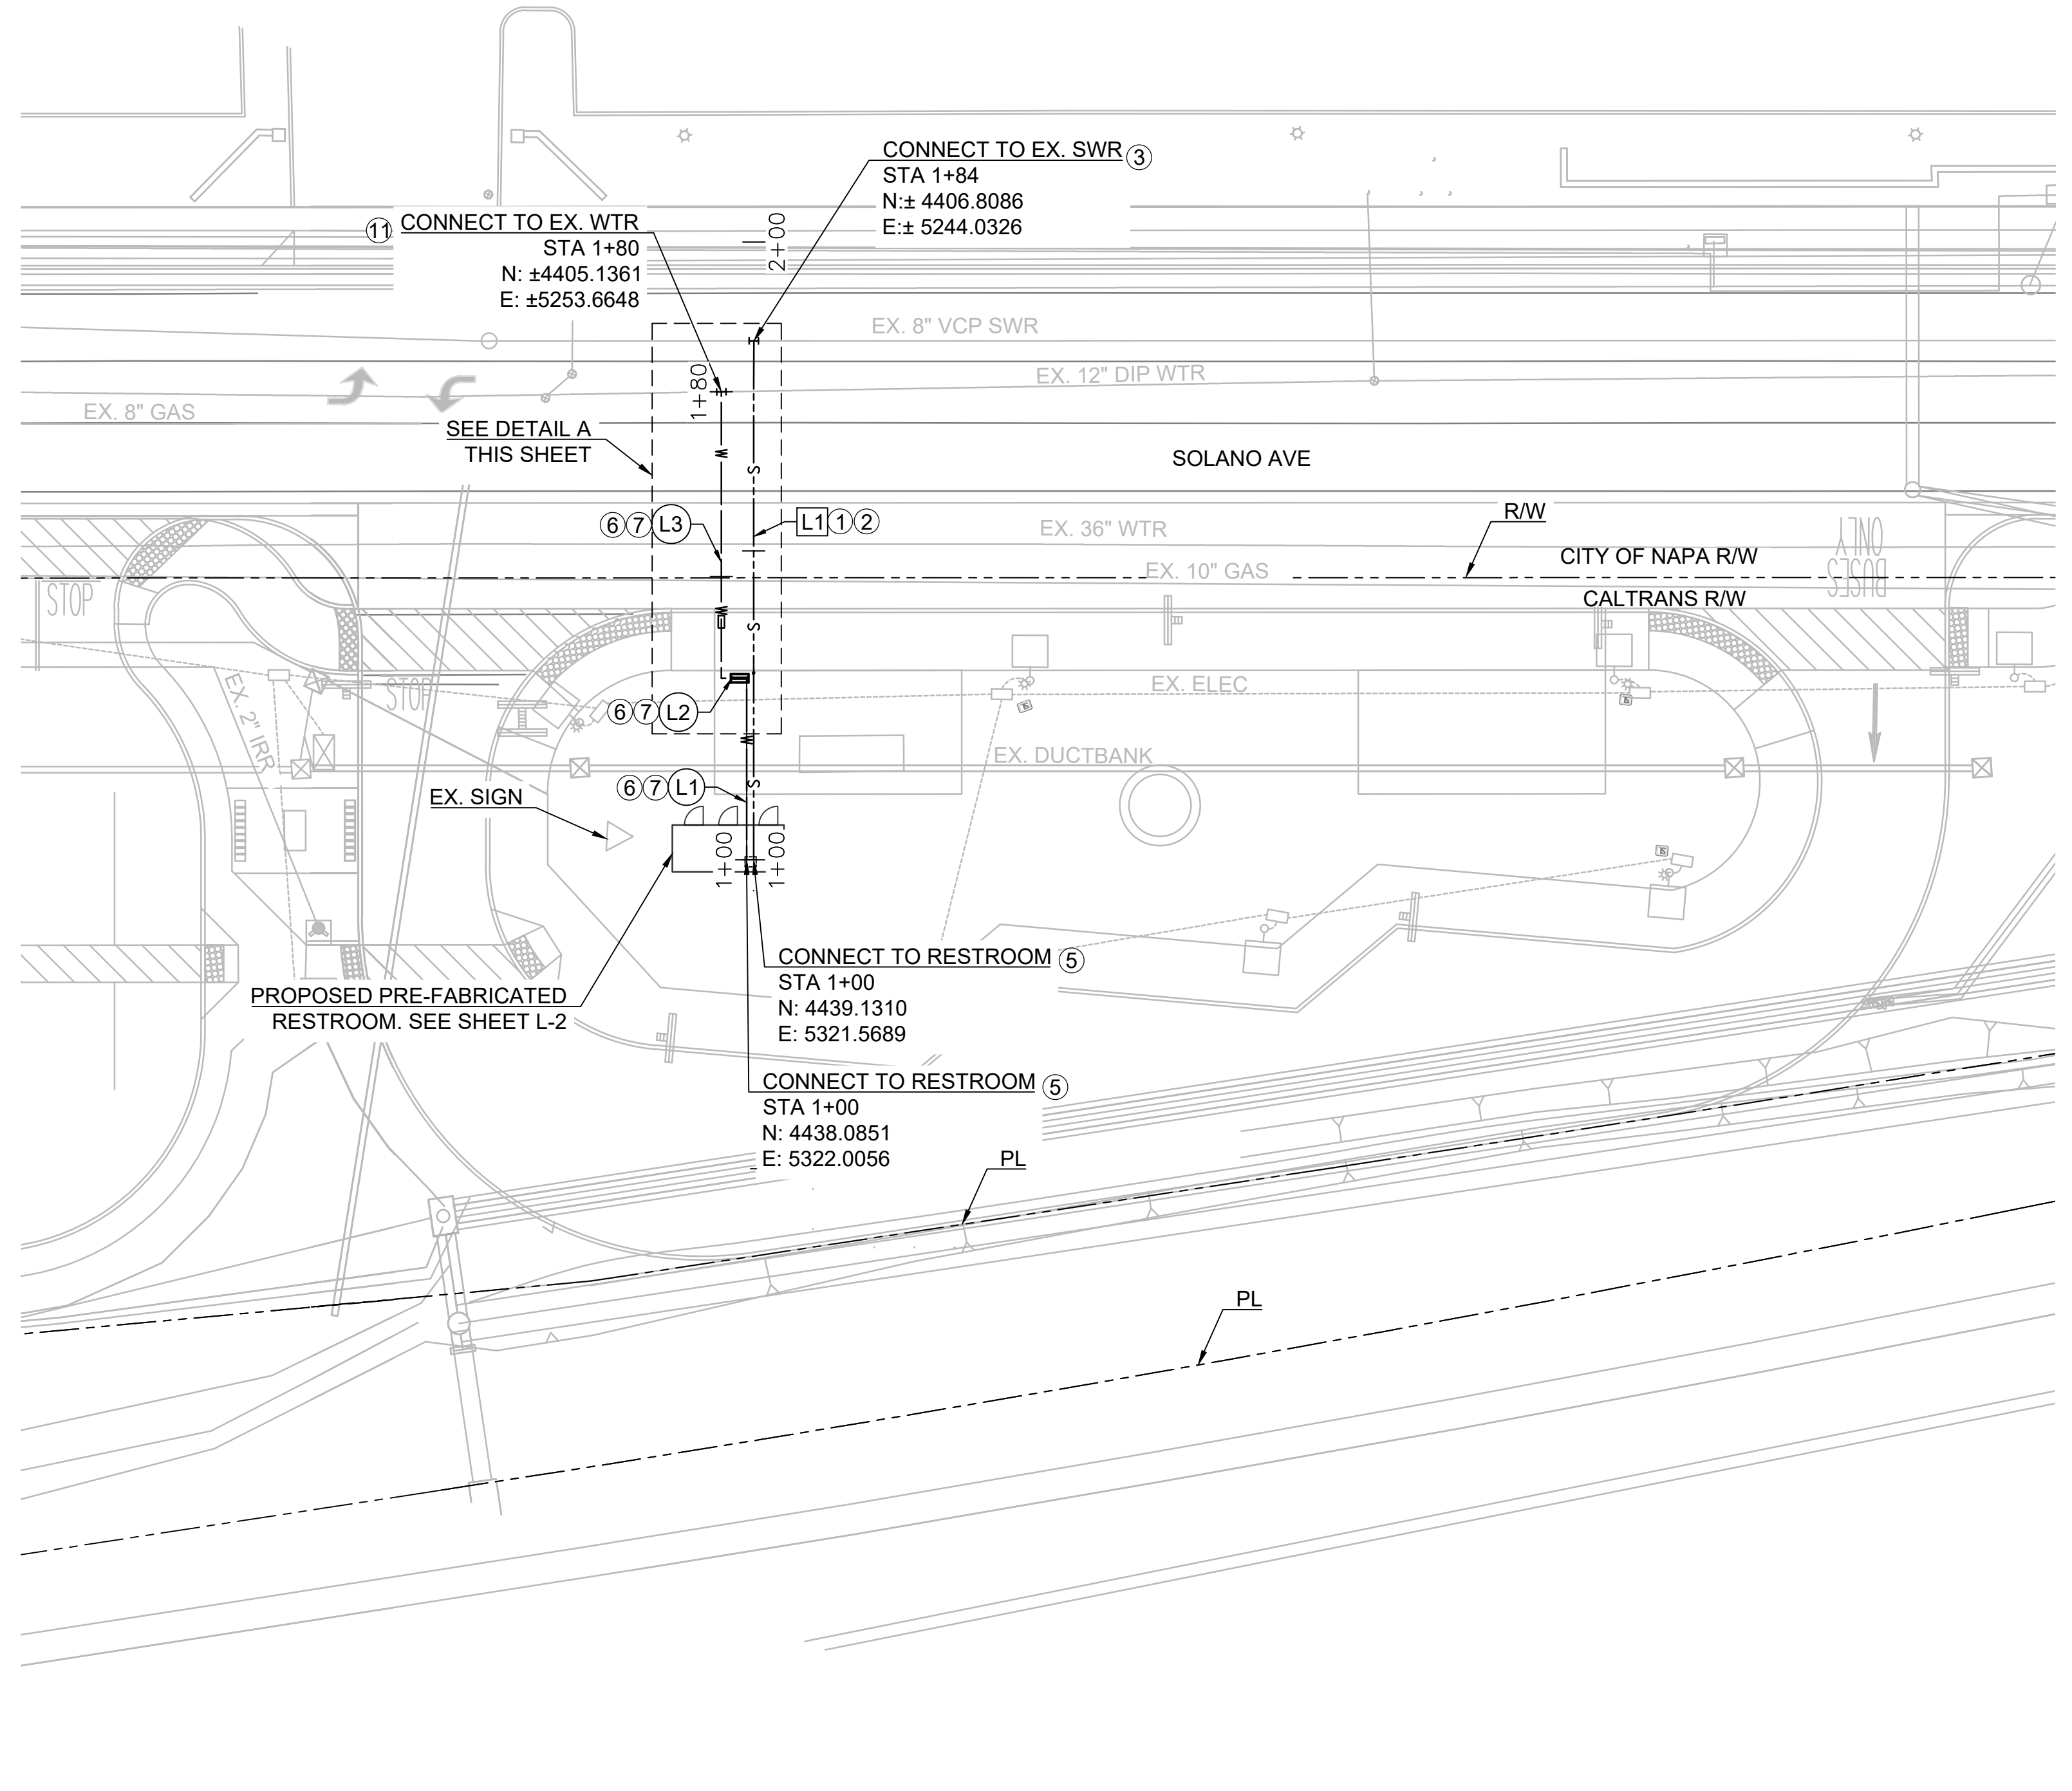 CONNECT TO EX. SWR 3
STA 1+84
N:± 4406.8086
E:± 5244.0326
11 CONNECT TO EX. WTR
STA 1+80
N: ±4405.1361
E: ±5253.6648
2+00
EX. 8" VCP SWR
1+80
EX. 12" DIP WTR
EX. 8" GAS
SEE DETAIL A
THIS SHEET
SOLANO AVE
W
S
6 7 L3
L1 1 2
EX. 36" WTR
R/W
CITY OF NAPA R/W
ONLY
BUSES
EX. 10" GAS
CALTRANS R/W
STOP
W
S
EX. ELEC
STOP
EX. 2" IRR
6 7 L2
W
EX. DUCTBANK
S
6 7 L1
EX. SIGN
1+00
1+00
CONNECT TO RESTROOM 5
STA 1+00
N: 4439.1310
E: 5321.5689
PROPOSED PRE-FABRICATED
RESTROOM. SEE SHEET L-2
CONNECT TO RESTROOM 5
STA 1+00
N: 4438.0851
E: 5322.0056
PL
PL